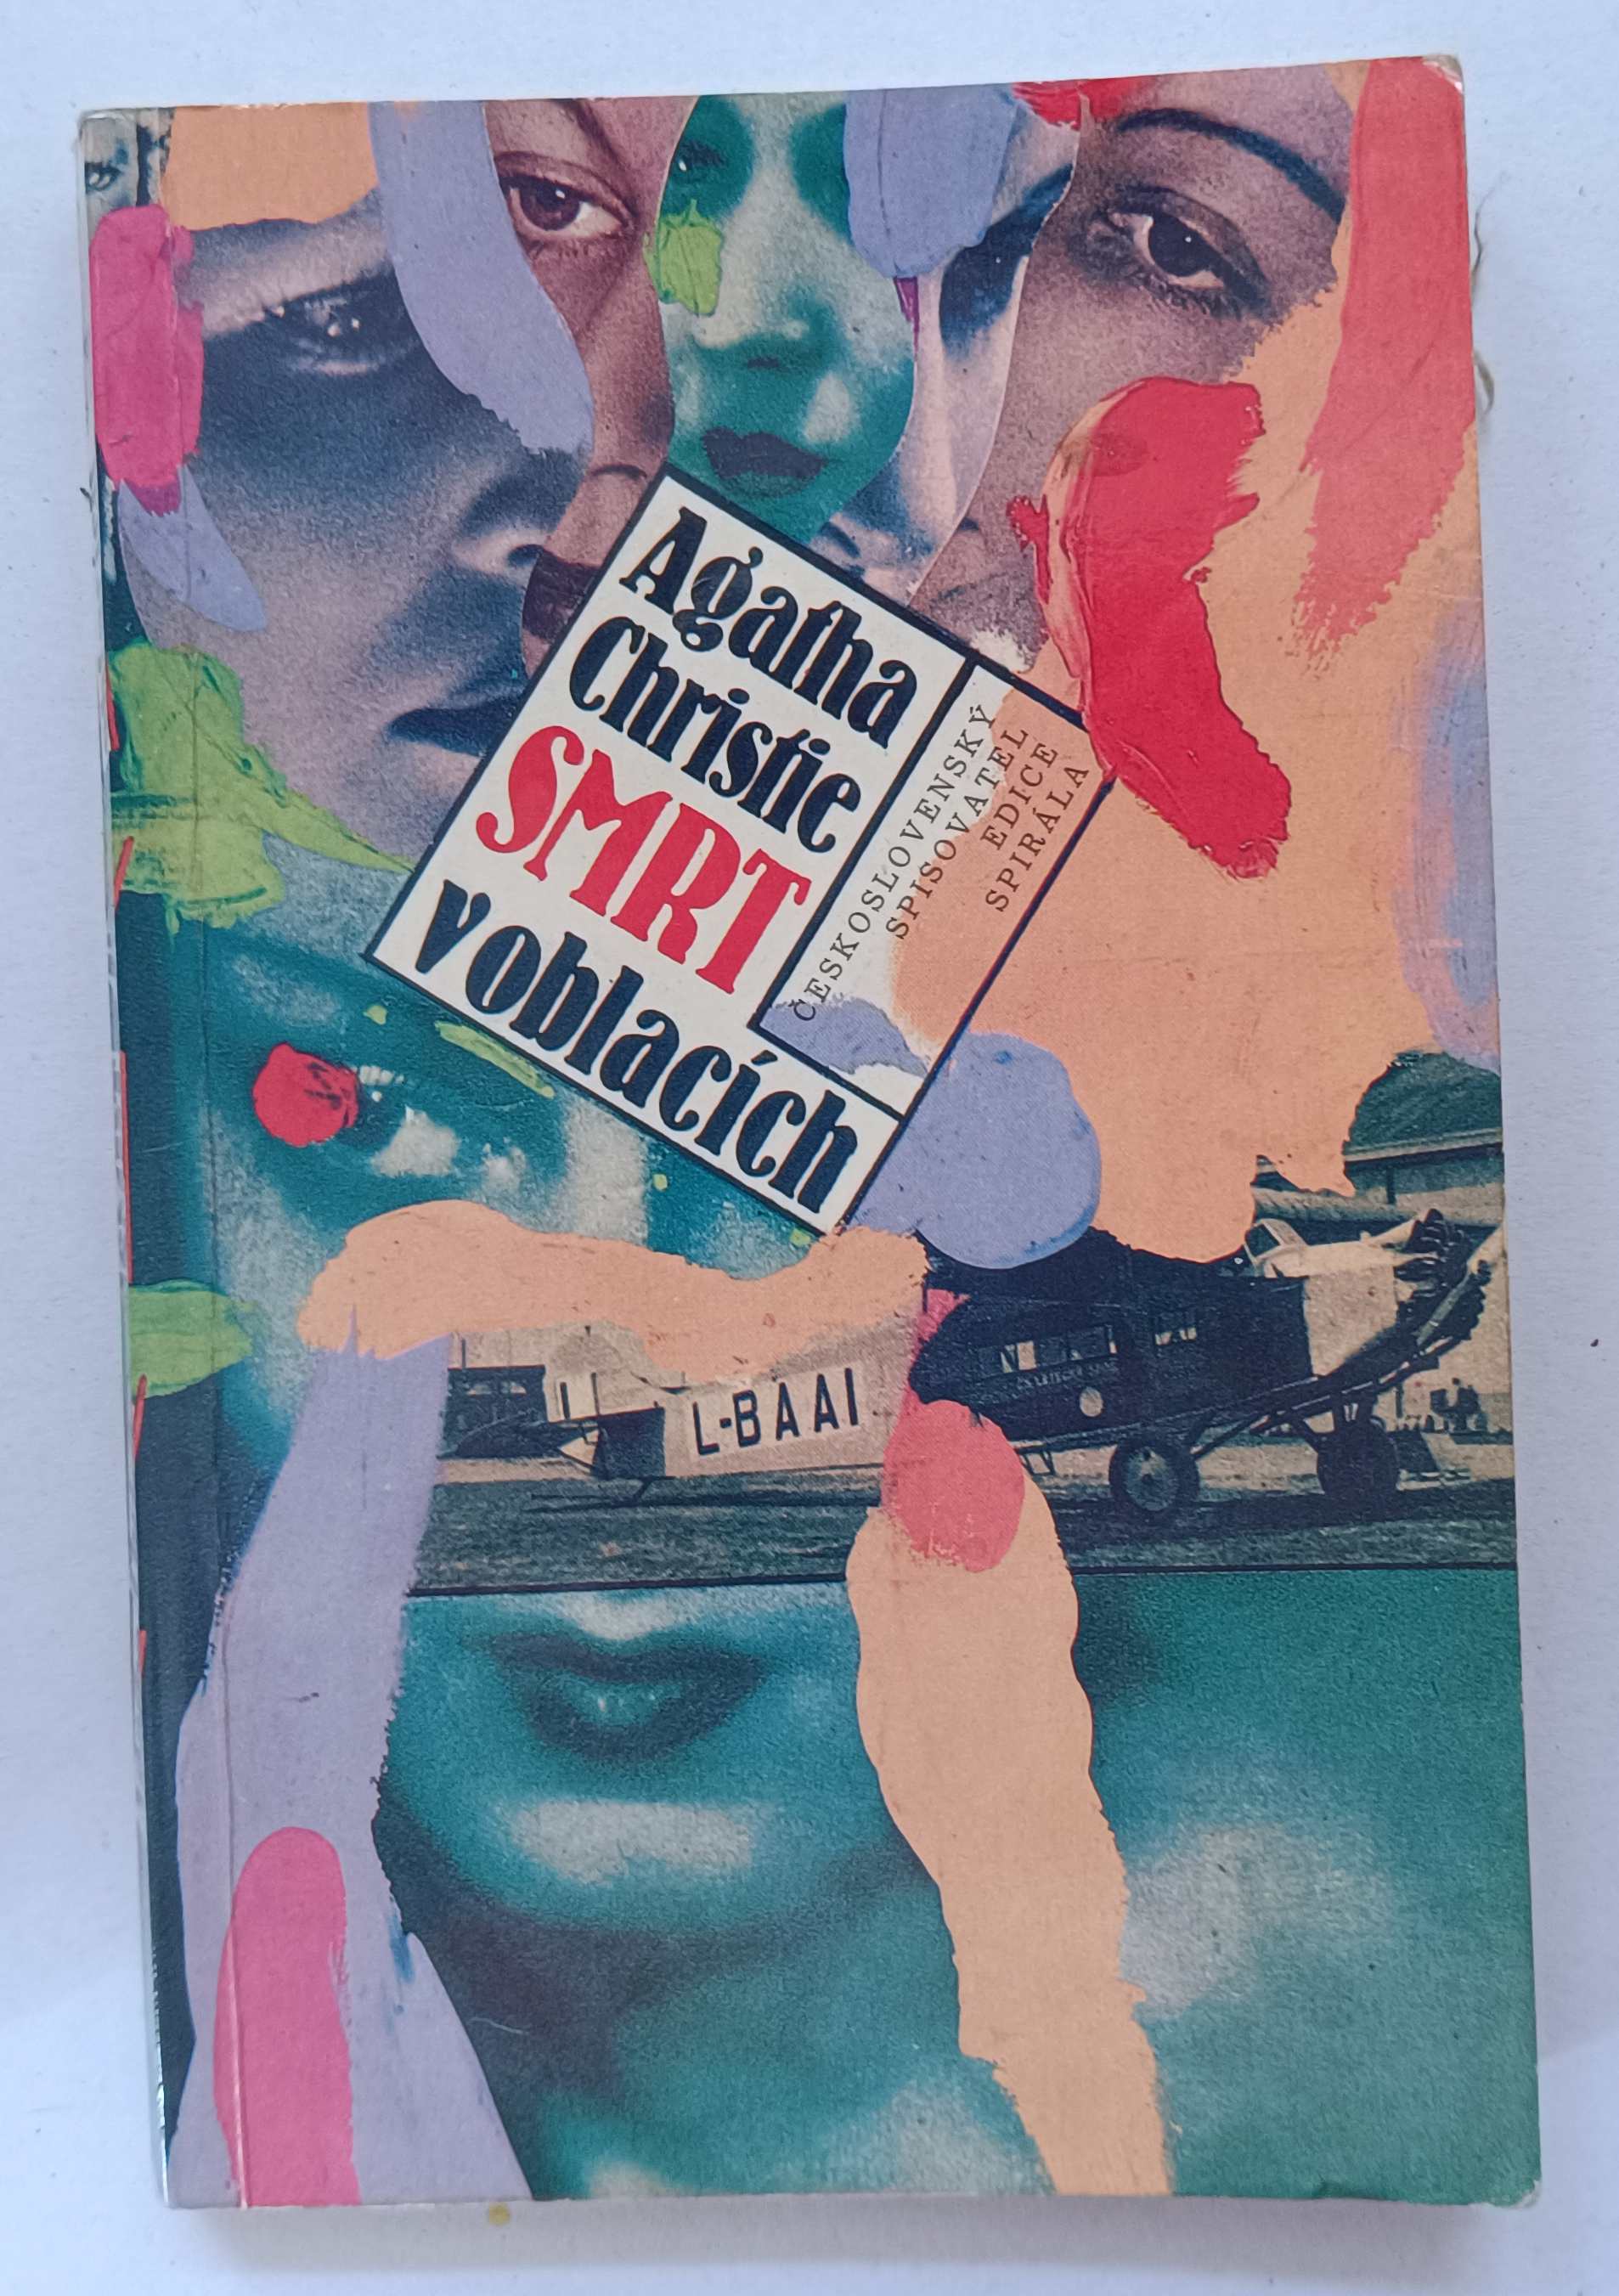 Agatha
Christie
SMRT
v oblacích
ČESKOSLOVENSKÝ
SPISOVATEL
EDICE
SPIRÁLA
L-BAAI